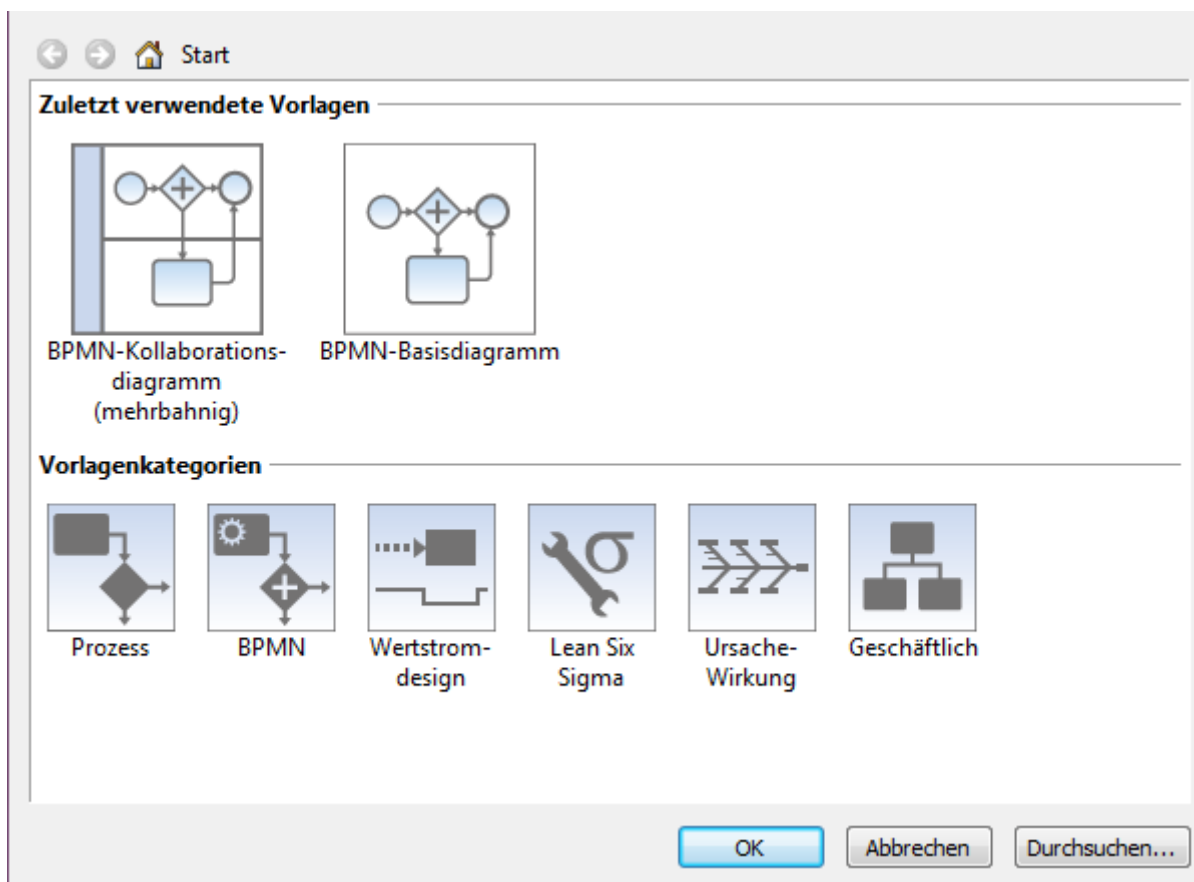 Start
Zuletzt verwendete Vorlagen
BPMN-Kollaborations-
diagramm
(mehrbahnig)
BPMN-Basisdiagramm
Vorlagenkategorien
Prozess
BPMN
Wertstrom-
design
Lean Six
Sigma
Ursache-
Wirkung
Geschäftlich
OK
Abbrechen
Durchsuchen...